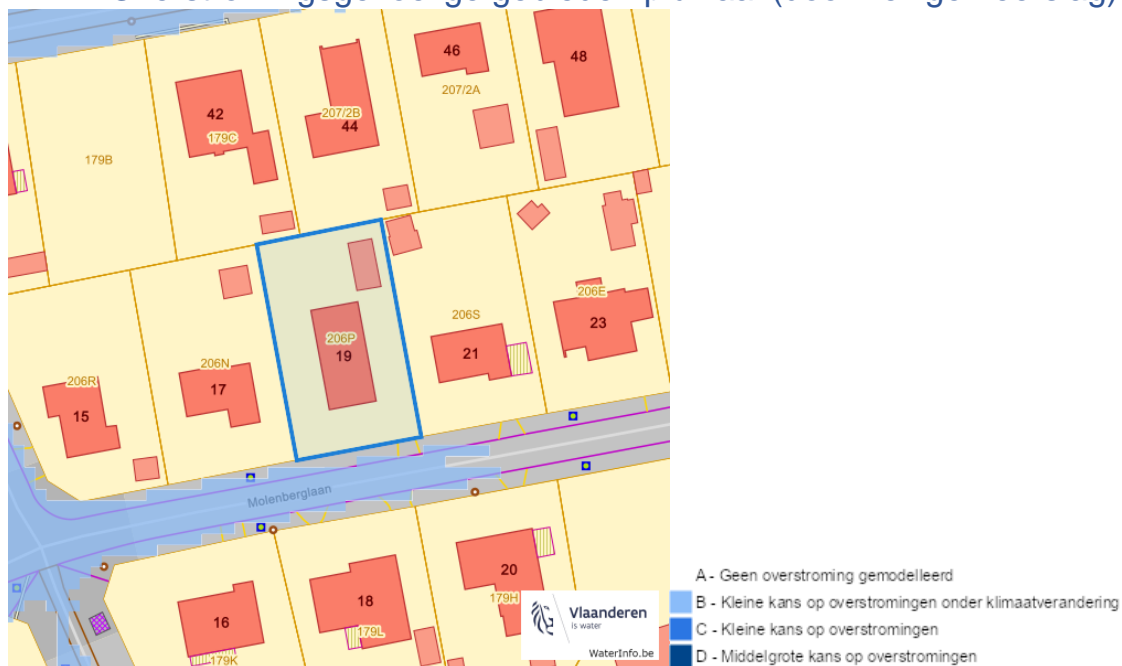 (door
46
48
207/2A
42
207/2B
179C
44
179B
206S
206E
206P
23
19
21
206N
206R
17
15
Molenberglaan
20
18
179H
16
179L
179K
Vlaanderen
is water
WaterInfo.be
A - Geen overstroming gemodelleerd
B - Kleine kans op overstromingen onder klimaatverandering
C - Kleine kans op overstromingen
D - Middelgrote kans op overstromingen